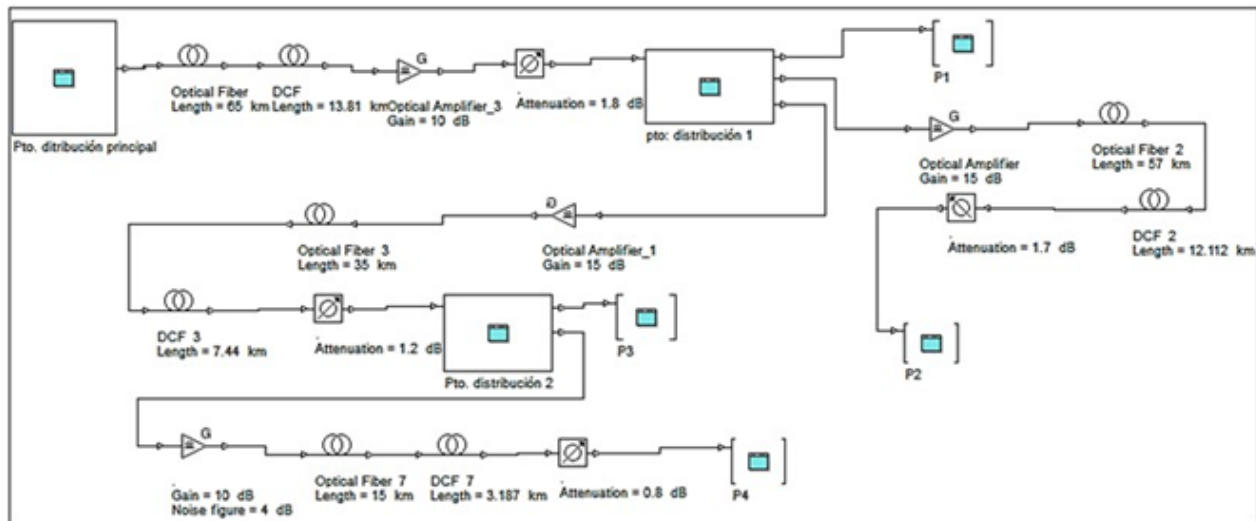 Pto. ditribución principal
Optical Fiber
Length = 65 km
DCF
Length = 13.81 km
G
Optical Amplifier_3
Gain = 10 dB
Attenuation = 1.8 dB
pto: distribución 1
P1
G
Optical Amplifier
Gain = 15 dB
Optical Fiber 2
Length = 57 km
DCF 2
Length = 12.112 km
Attenuation = 1.7 dB
P2
G
Optical Amplifier_1
Gain = 15 dB
Optical Fiber 3
Length = 35 km
DCF 3
Length = 7.44 km
Attenuation = 1.2 dB
Pto. distribución 2
P3
G
Gain = 10 dB
Noise figure = 4 dB
Optical Fiber 7
Length = 15 km
DCF 7
Length = 3.187 km
Attenuation = 0.8 dB
P4